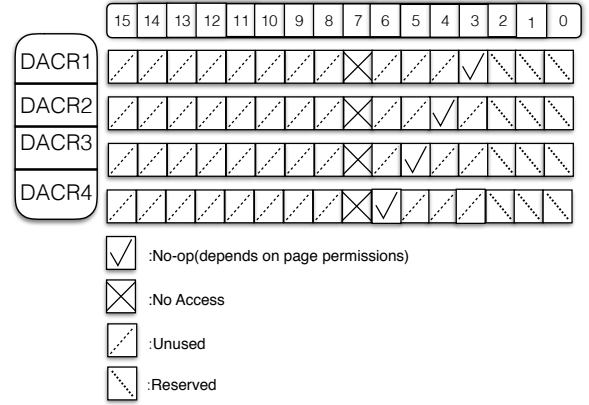 15 14 13 12 11 10 9 8 7 6 5 4 3 2 1 0
DACR1
DACR2
DACR3
DACR4
:No-op(depends on page permissions)
:No Access
:Unused
:Reserved